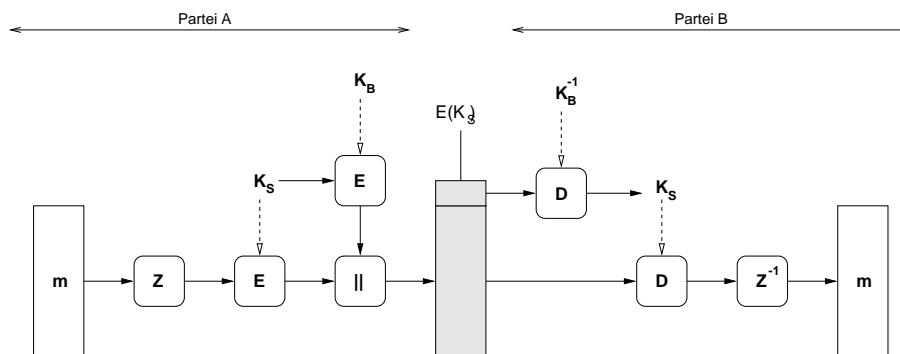 Partei A
Partei B
K_B
K_B^-1
E(K_S)
K_S
E
D
K_S
m
Z
E
||
D
Z^-1
m